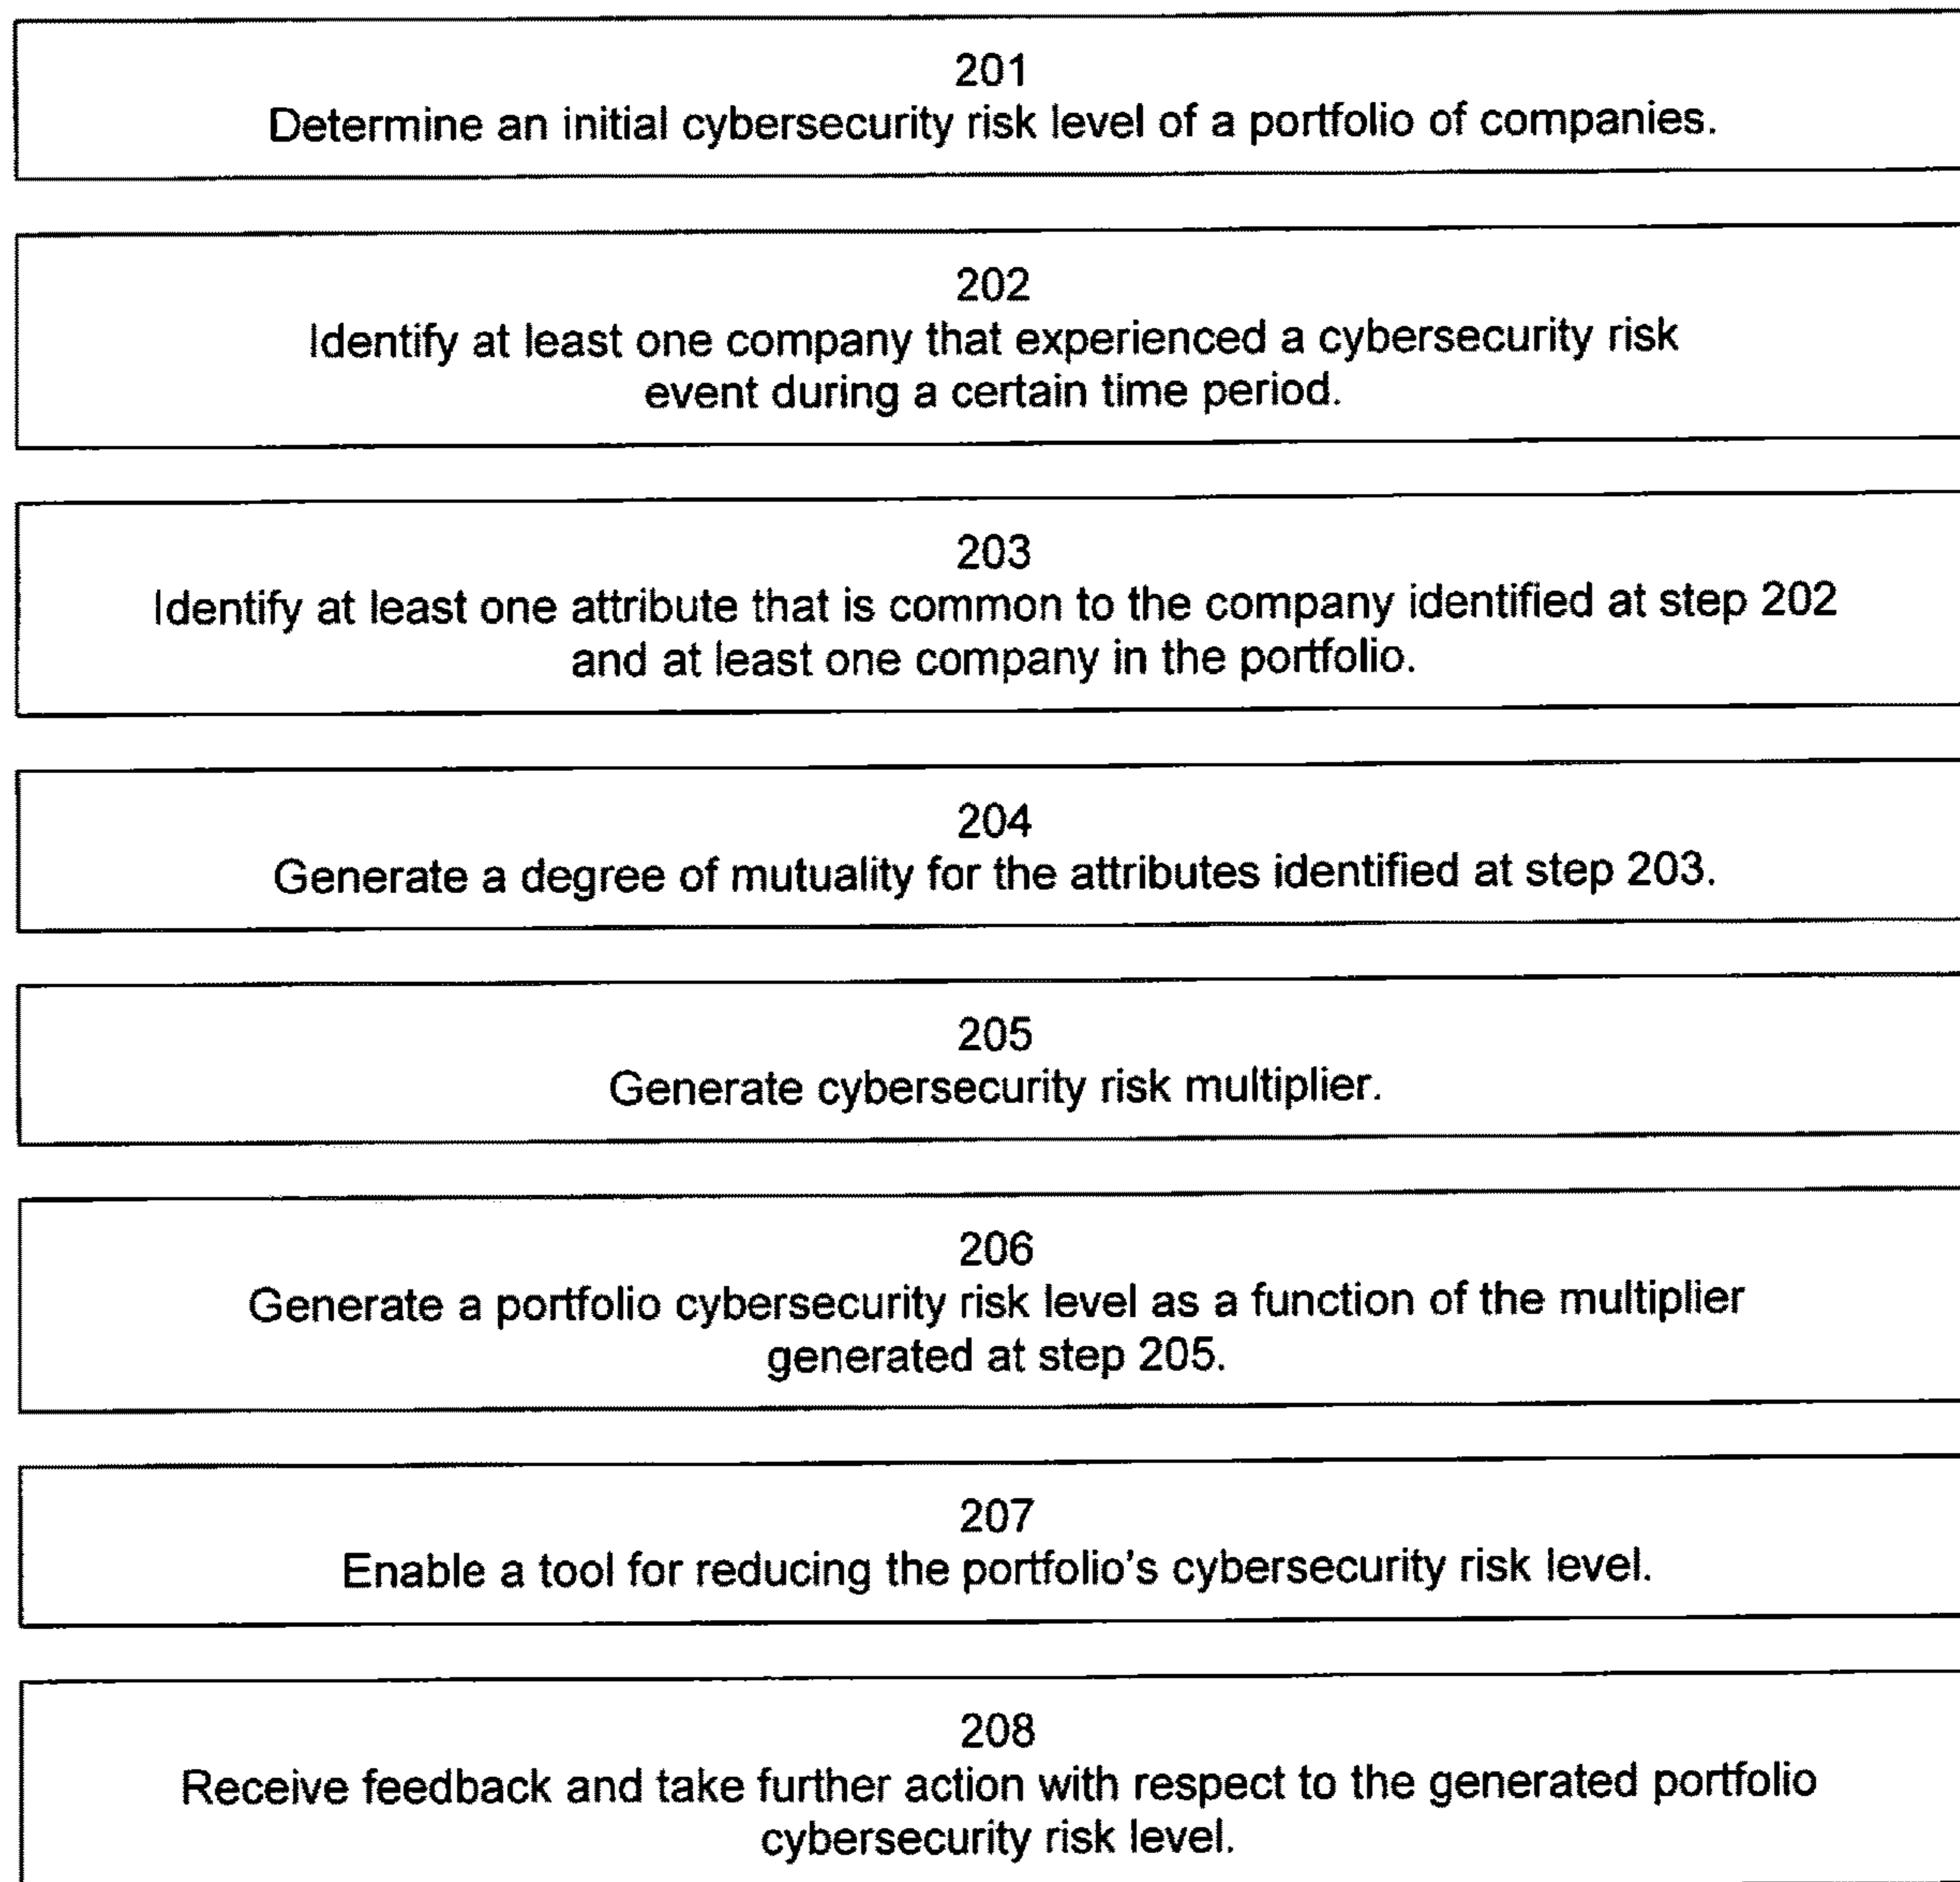 201
Determine an initial cybersecurity risk level of a portfolio of companies.
202
Identify at least one company that experienced a cybersecurity risk
event during a certain time period.
203
Identify at least one attribute that is common to the company identified at step 202
and at least one company in the portfolio.
204
Generate a degree of mutuality for the attributes identified at step 203.
205
Generate cybersecurity risk multiplier.
206
Generate a portfolio cybersecurity risk level as a function of the multiplier
generated at step 205.
207
Enable a tool for reducing the portfolio's cybersecurity risk level.
208
Receive feedback and take further action with respect to the generated portfolio
cybersecurity risk level.